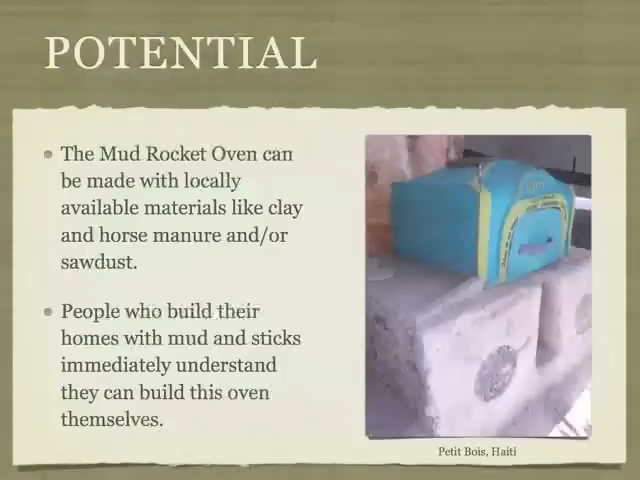 POTENTIAL
The Mud Rocket Oven can
be made with locally
available materials like clay
and horse manure and/or
sawdust.
People who build their
homes with mud and sticks
immediately understand
they can build this oven
themselves.
Petit Bois, Haiti